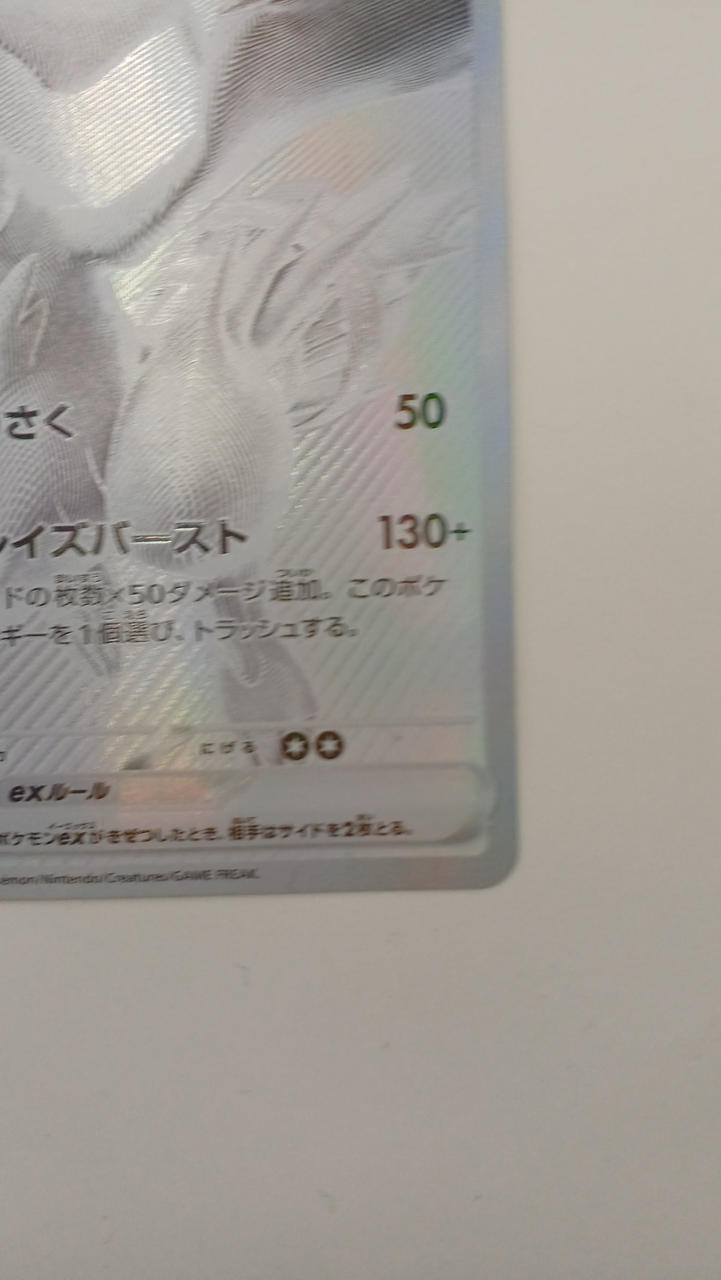 さく 50
イズバースト 130+
ドの枚数×50ダメージ追加。このポケ
ギーを1個選び、トラッシュする。
にげる
exルール
ポケモンexがきぜつしたとき、相手はサイドを2枚とる。
émon/Nintendo/Creatures/GAME FREAK.